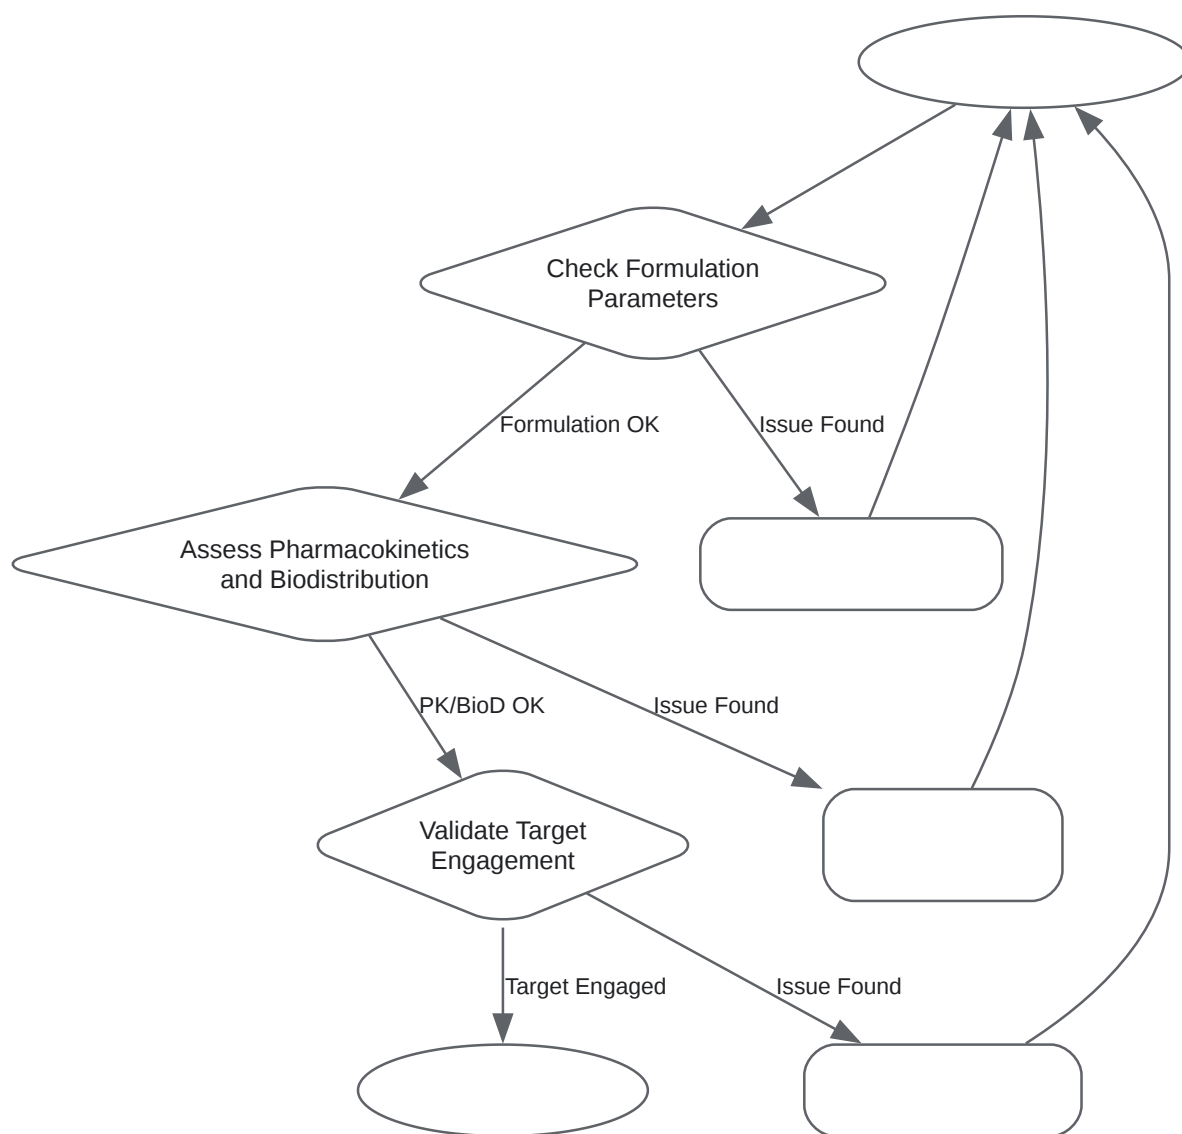 Check Formulation
Parameters
Formulation OK
Issue Found
Assess Pharmacokinetics
and Biodistribution
PK/BioD OK
Issue Found
Validate Target
Engagement
Target Engaged
Issue Found